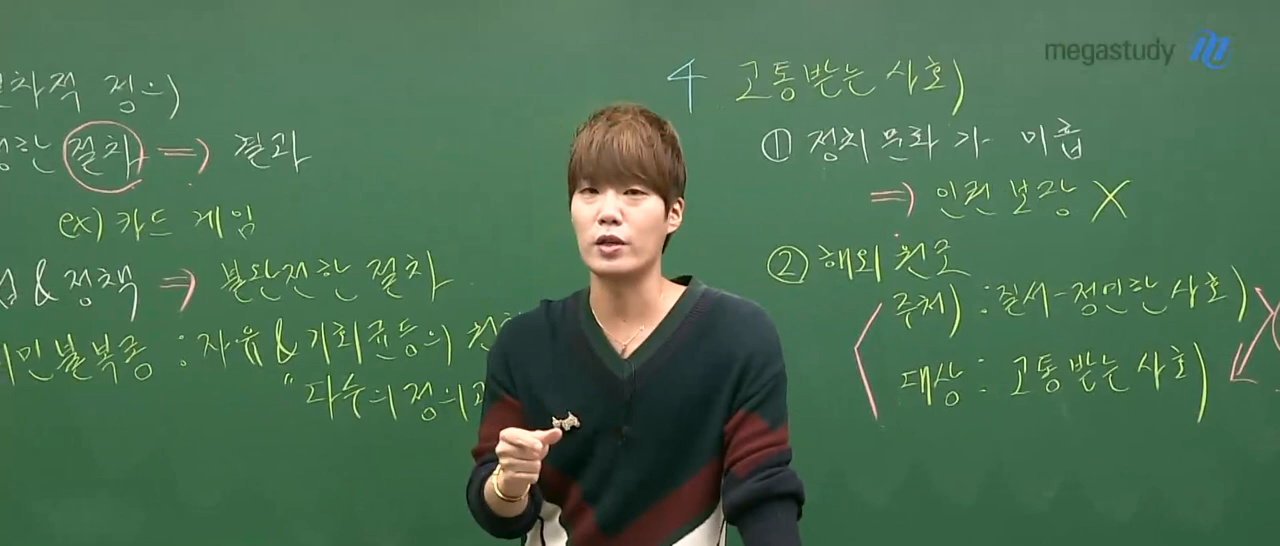 절차적 정의)
절차 => 결과
ex) 카드 게임
& 정책 => 불완전한 절차
시민불복종 : 자유 & 기회균등의 원칙
" 다수의 정의관
megastudy
4 고통받는 사회)
① 정치문화가 미흡
=> 인권 보장 X
② 해외 원조
주체) : 질서-정연한 사회)
대상 : 고통받는 사회)